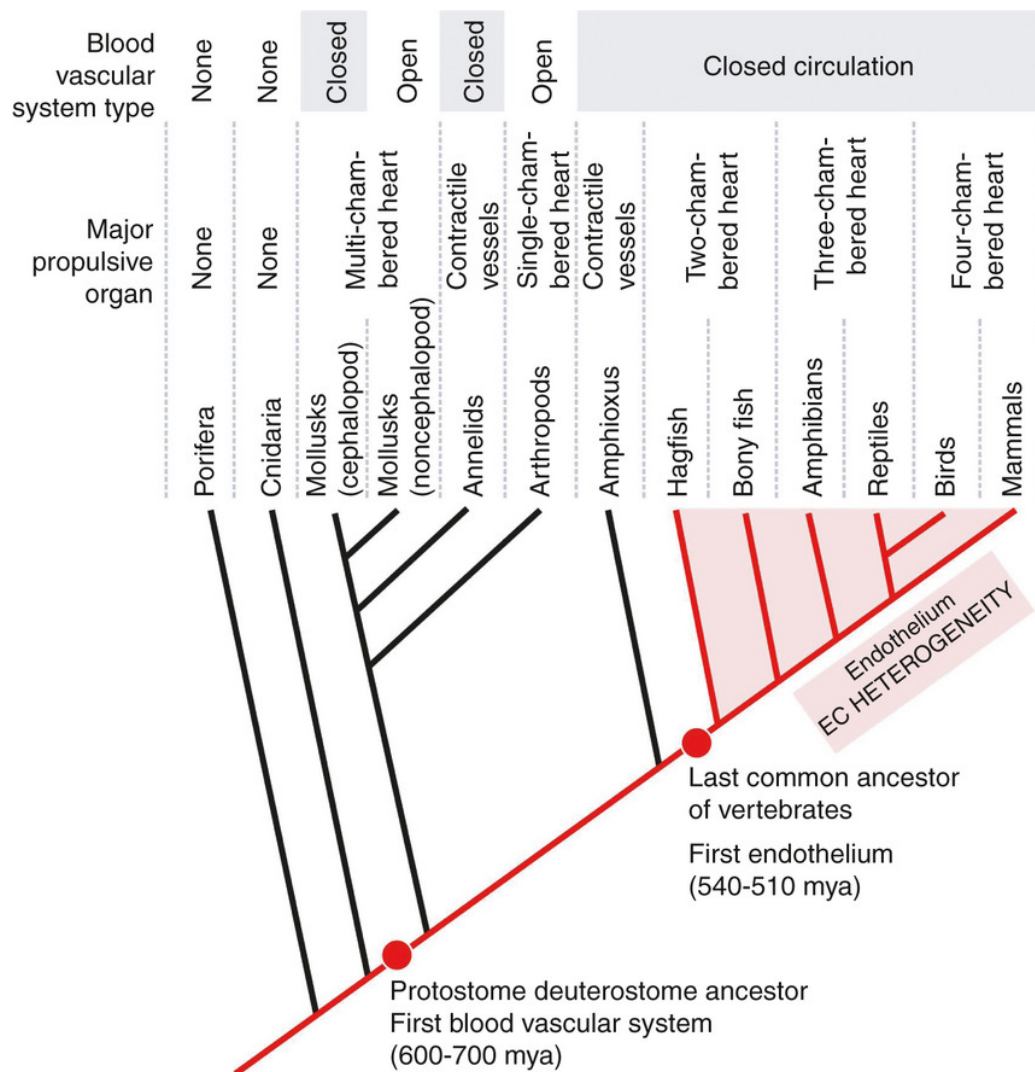 Blood
vascular
system type
None
None
Closed
Open
Closed
Open
Closed circulation
Major
propulsive
organ
None
None
Multi-cham-
bered heart
Contractile
vessels
Single-cham-
bered heart
Contractile
vessels
Two-cham-
bered heart
Three-cham-
bered heart
Four-cham-
bered heart
Porifera
Cnidaria
Mollusks
(cephalopod)
Mollusks
(noncephalopod)
Annelids
Arthropods
Amphioxus
Hagfish
Bony fish
Amphibians
Reptiles
Birds
Mammals
Endothelium
EC HETEROGENEITY
Last common ancestor
of vertebrates
First endothelium
(540-510 mya)
Protostome deuterostome ancestor
First blood vascular system
(600-700 mya)